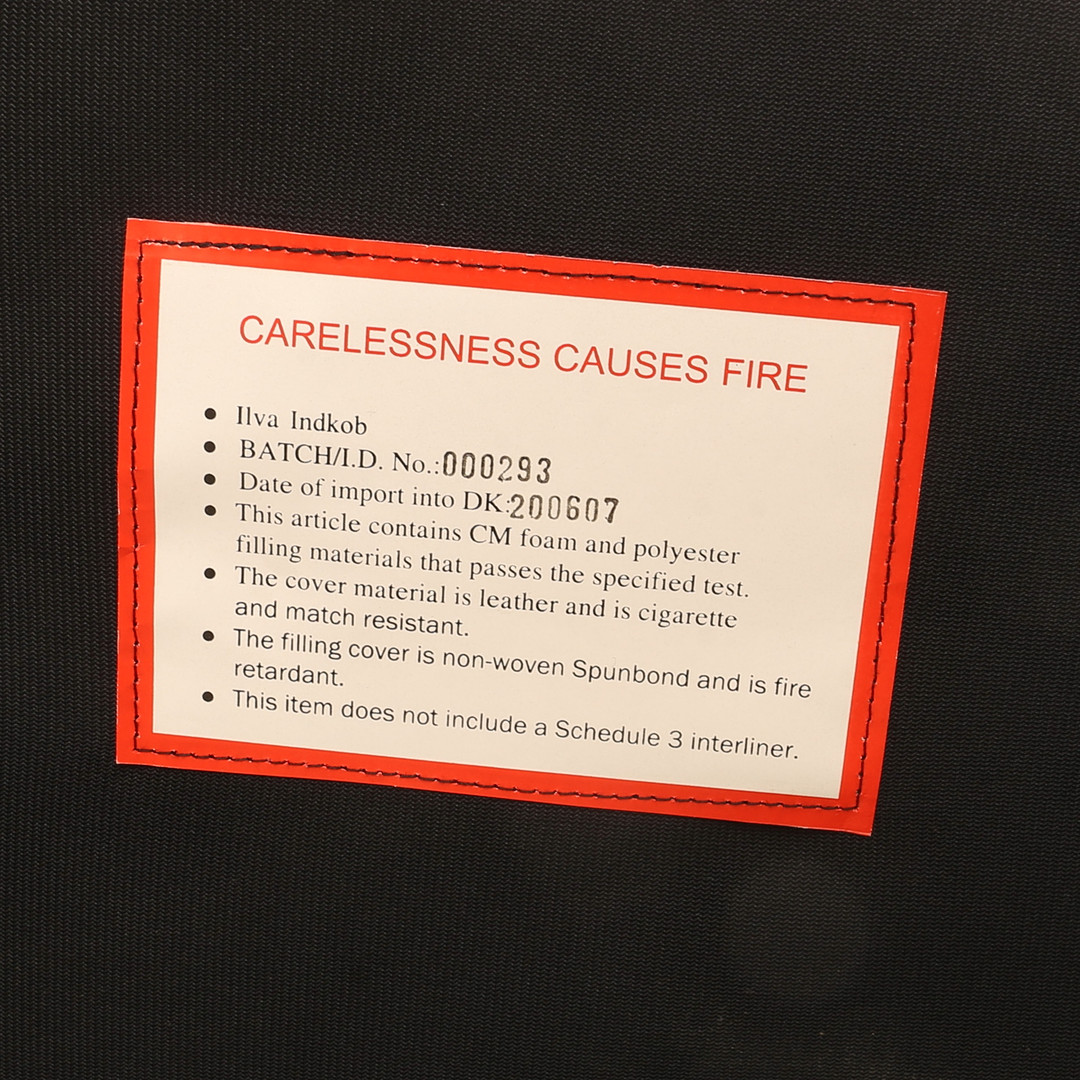 CARELESSNESS CAUSES FIRE
• Ilva Indkob
• BATCH/I.D. No.:000293
• Date of import into DK:200607
• This article contains CM foam and polyester
filling materials that passes the specified test.
• The cover material is leather and is cigarette
and match resistant.
• The filling cover is non-woven Spunbond and is fire
retardant.
• This item does not include a Schedule 3 interliner.